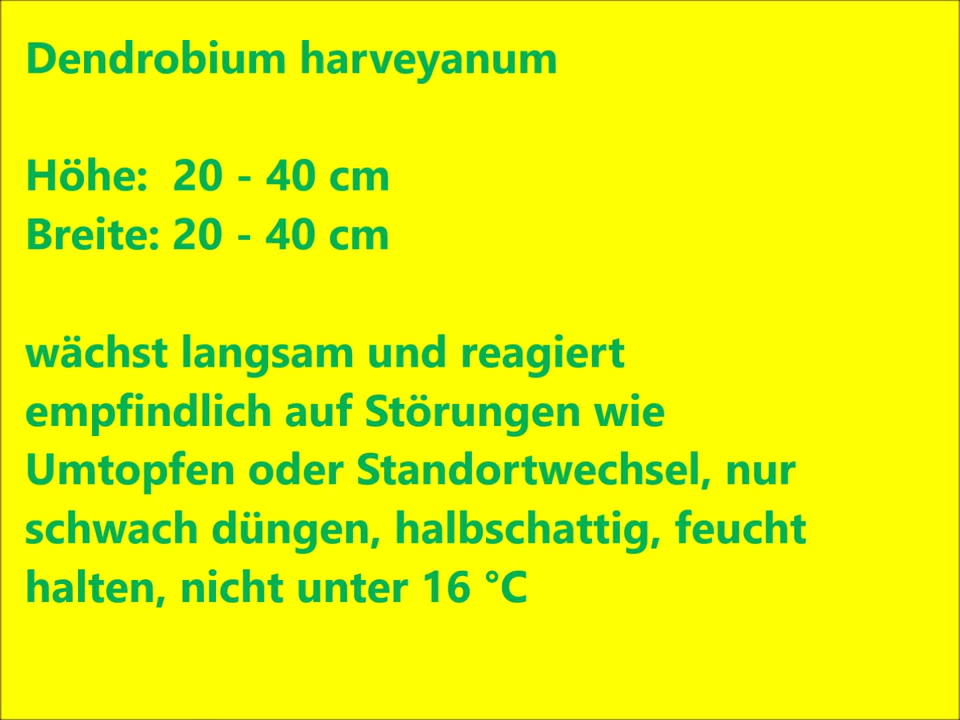 Dendrobium harveyanum
Höhe: 20 - 40 cm
Breite: 20 - 40 cm
wächst langsam und reagiert
empfindlich auf Störungen wie
Umtopfen oder Standortwechsel, nur
schwach düngen, halbschattig, feucht
halten, nicht unter 16 °C